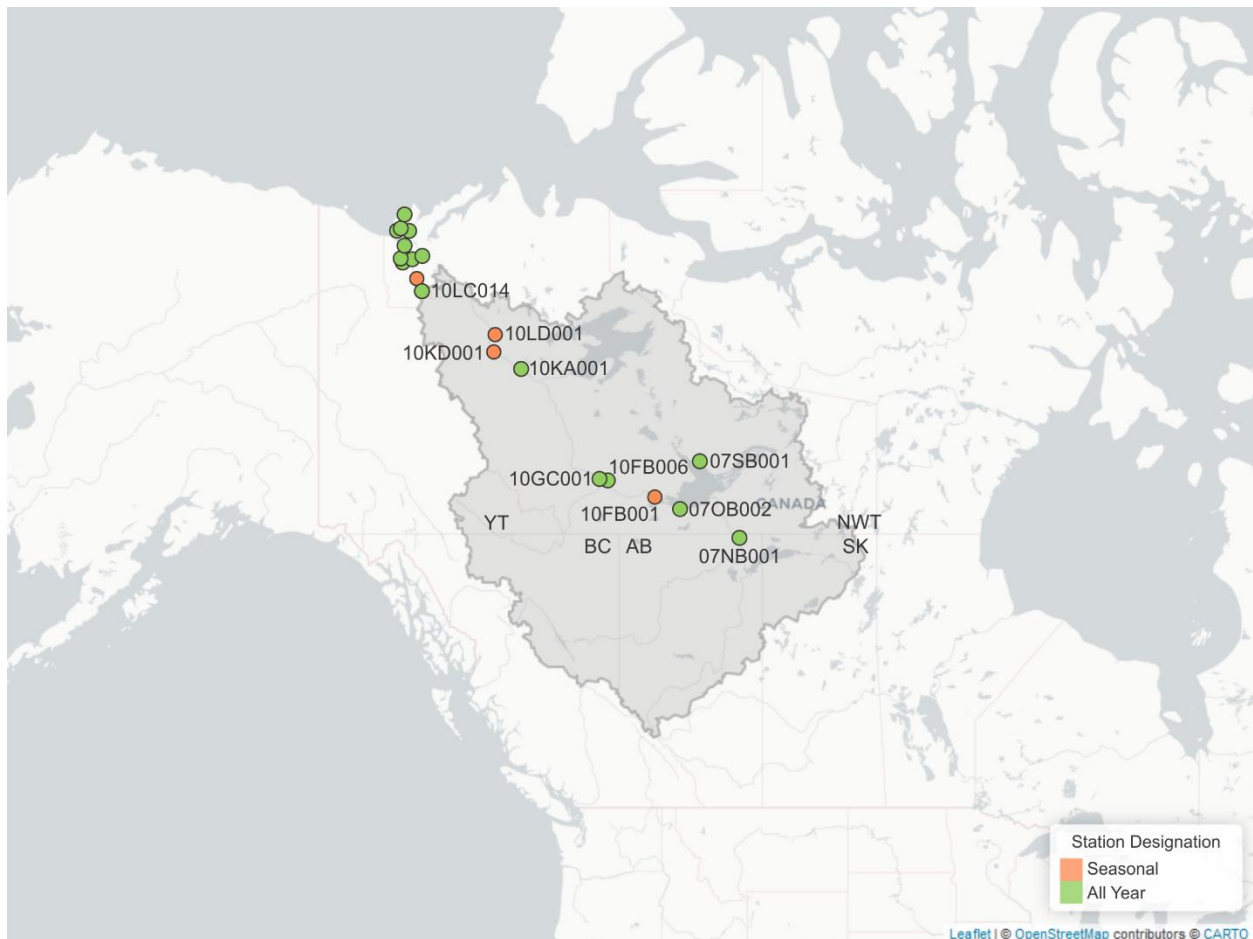 10LC014
10LD001
10KD001
10KA001
10FB006
07SB001
10GC001
10FB001
07OB002
CANADA
YT
NWT
BC
AB
SK
07NB001
Station Designation
Seasonal
All Year
Leaflet | © OpenStreetMap contributors © CARTO